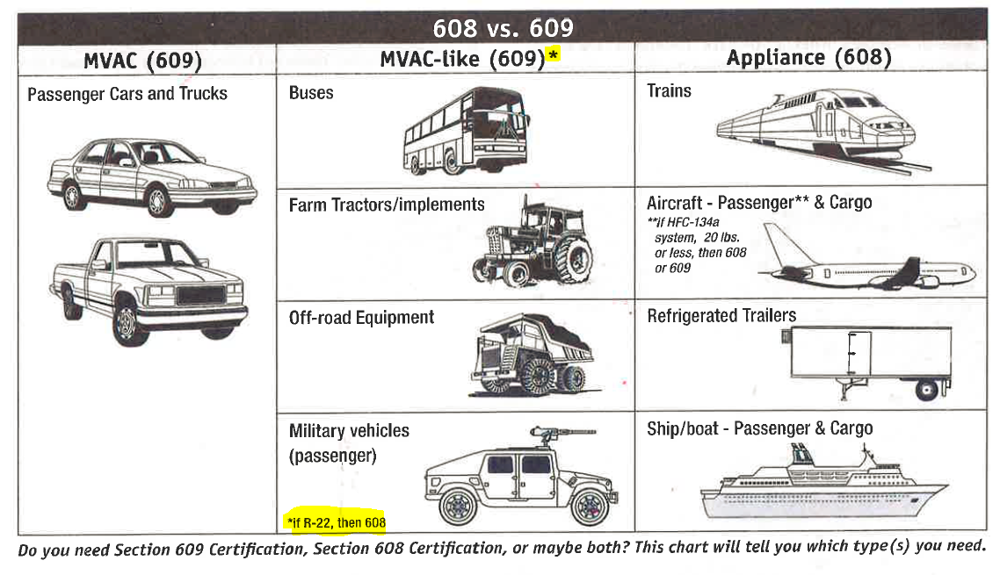 608 vs. 609
MVAC (609)
MVAC-like (609)*
Appliance (608)
Passenger Cars and Trucks
Buses
Farm Tractors/implements
Off-road Equipment
Military vehicles
(passenger)
*if R-22, then 608
Trains
Aircraft - Passenger** & Cargo
**if HFC-134a
system, 20 lbs.
or less, then 608
or 609
Refrigerated Trailers
Ship/boat - Passenger & Cargo
Do you need Section 609 Certification, Section 608 Certification, or maybe both? This chart will tell you which type(s) you need.